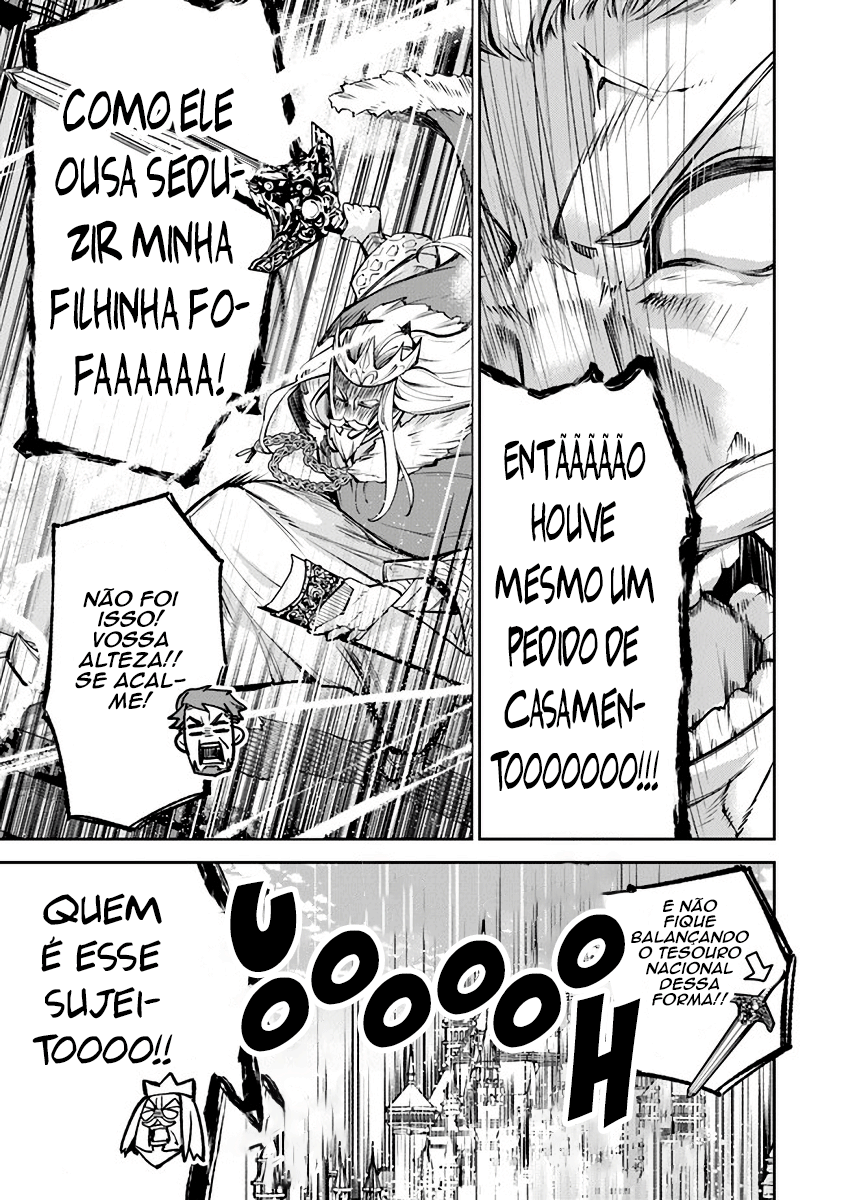 ENTÃÃÃÃÃO
HOUVE
MESMO UM
PEDIDO DE
CASAMEN-
TOOOOOOO!!!
COMO ELE
OUSA SEDU-
ZIR MINHA
FILHINHA FO-
FAAAAAA!
NÃO FOI
ISSO!
VOSSA
ALTEZA!!
SE ACAL-
ME!
E NÃO
FIQUE
BALANÇANDO
O TESOURO
NACIONAL
DESSA
FORMA!!
UOOOOOOH
QUEM
É ESSE
SUJEI-
TOOOO!!